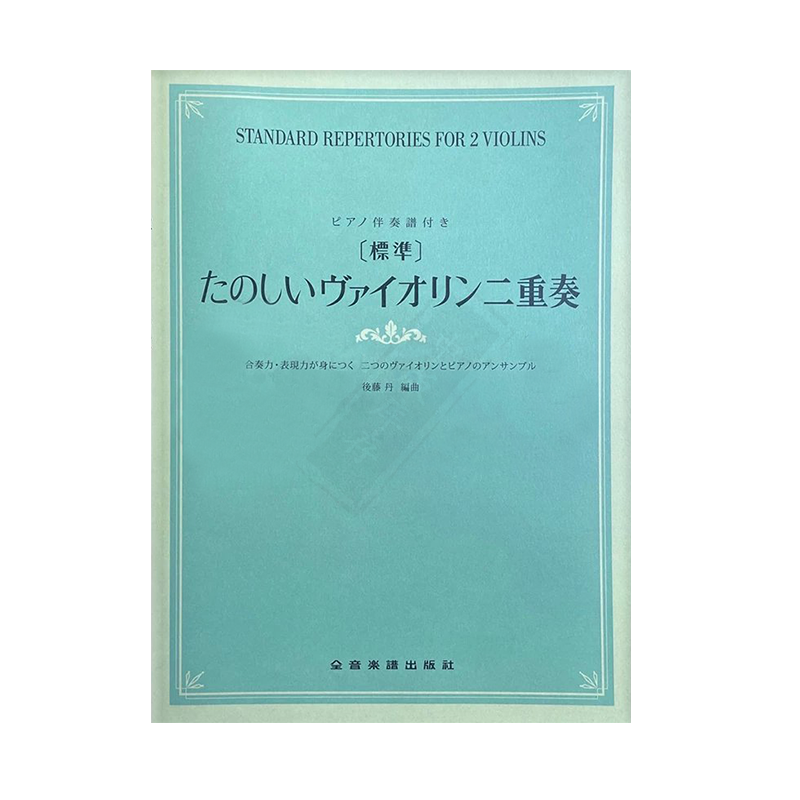 STANDARD REPERTORIES FOR 2 VIOLINS
ピアノ伴奏譜付き
〔標準〕
たのしいヴァイオリン二重奏
合奏力・表現力が身につく 二つのヴァイオリンとピアノのアンサンブル
後藤 丹 編曲
全音楽譜出版社